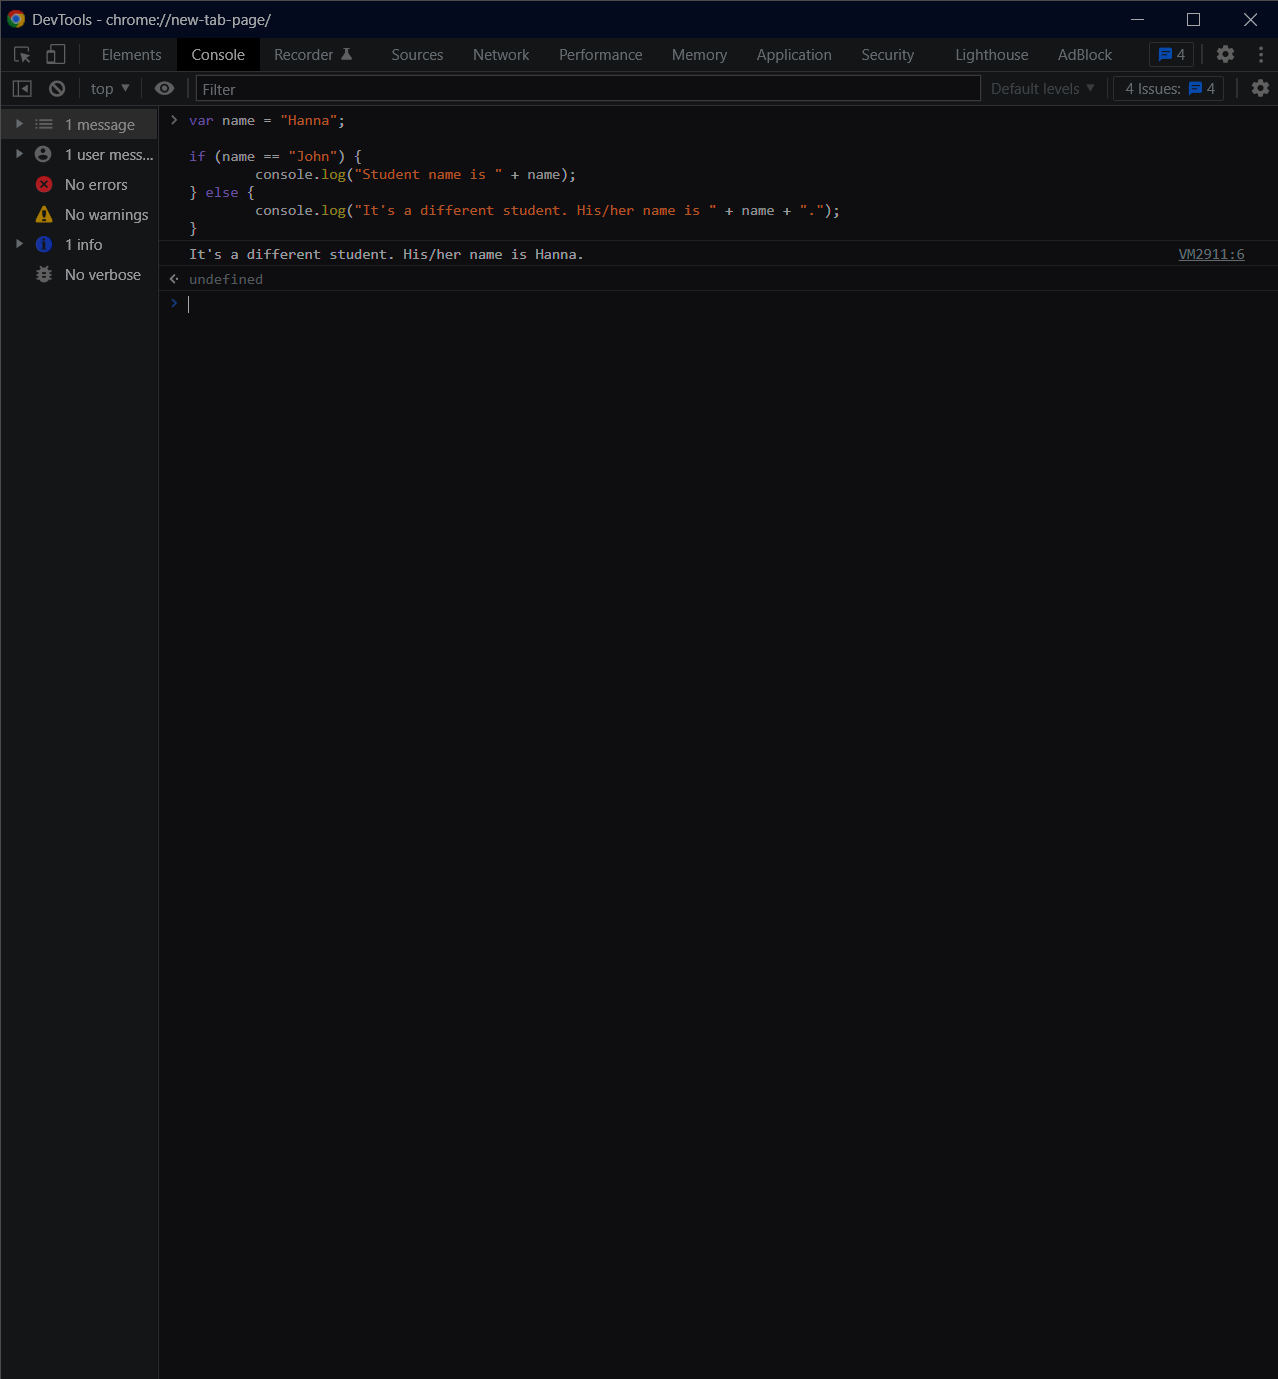 DevTools - chrome://new-tab-page/
Elements Console Recorder Sources Network Performance Memory Application Security Lighthouse AdBlock 4
top Filter Default levels 4 Issues: 4
1 message
1 user mess...
No errors
No warnings
1 info
No verbose
var name = "Hanna";
if (name == "John") {
console.log("Student name is " + name);
} else {
console.log("It's a different student. His/her name is " + name + ".");
}
It's a different student. His/her name is Hanna. VM2911:6
undefined